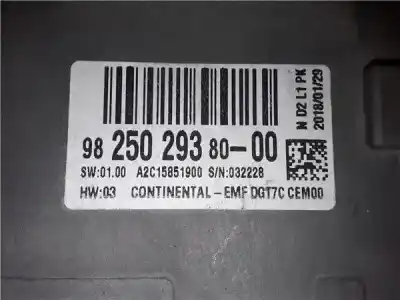 98 250 293 80-00
SW:01.00 A2C15851900 S/N:032228
HW:03 CONTINENTAL-EMF DGT7C CEM00
N D2 L1 PK
2018/01/29